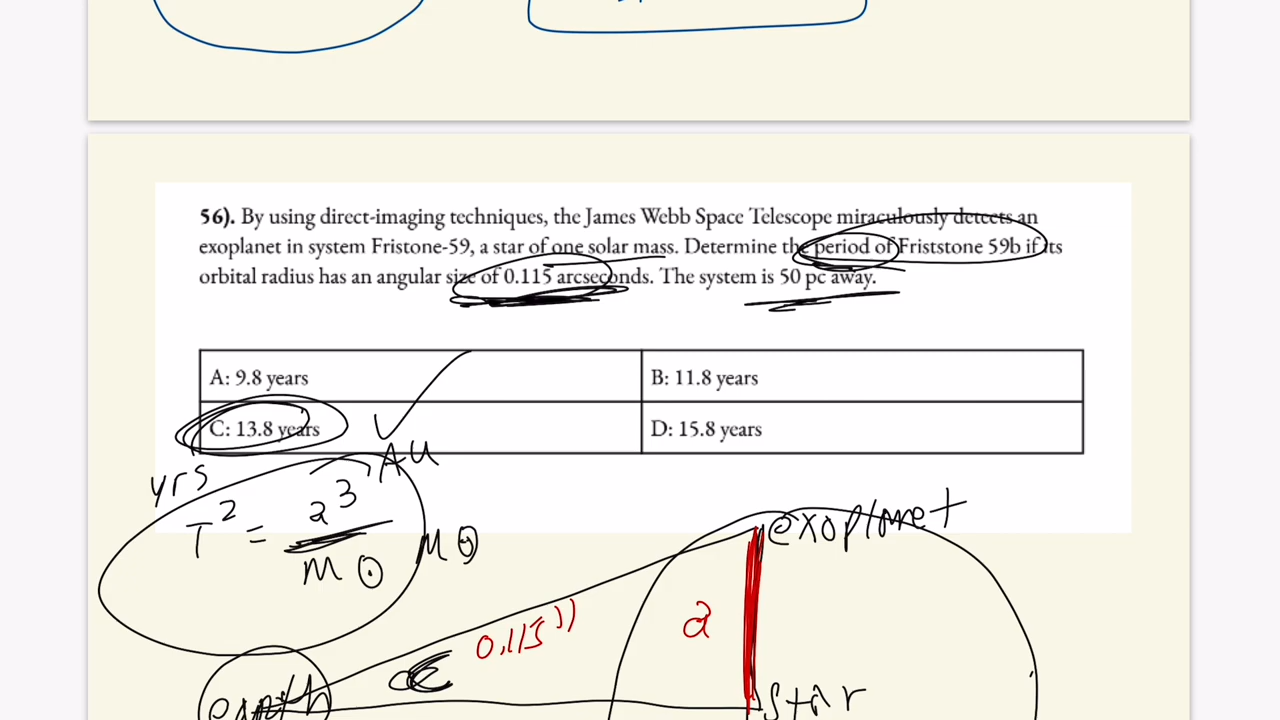 56). By using direct-imaging techniques, the James Webb Space Telescope miraculously detects an
exoplanet in system Fristone-59, a star of one solar mass. Determine the period of Friststone 59b if its
orbital radius has an angular size of 0.115 arcseconds. The system is 50 pc away.
A: 9.8 years
B: 11.8 years
C: 13.8 years
D: 15.8 years
yrs
AU
T² = a³
M☉
M☉
exoplanet
0.115"
a
earth
star